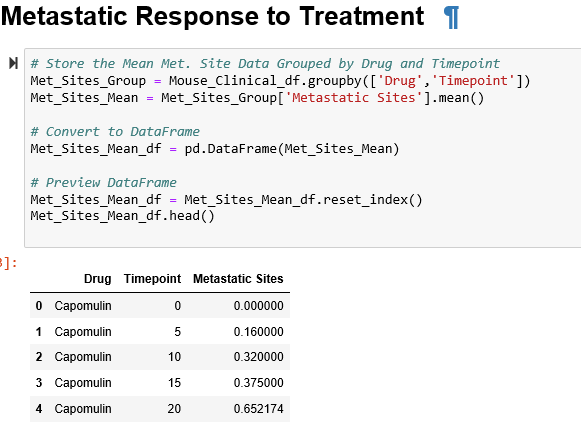 Metastatic Response to Treatment ¶
# Store the Mean Met. Site Data Grouped by Drug and Timepoint
Met_Sites_Group = Mouse_Clinical_df.groupby(['Drug','Timepoint'])
Met_Sites_Mean = Met_Sites_Group['Metastatic Sites'].mean()
# Convert to DataFrame
Met_Sites_Mean_df = pd.DataFrame(Met_Sites_Mean)
# Preview DataFrame
Met_Sites_Mean_df = Met_Sites_Mean_df.reset_index()
Met_Sites_Mean_df.head()
]:
Drug Timepoint Metastatic Sites
0 Capomulin 0 0.000000
1 Capomulin 5 0.160000
2 Capomulin 10 0.320000
3 Capomulin 15 0.375000
4 Capomulin 20 0.652174